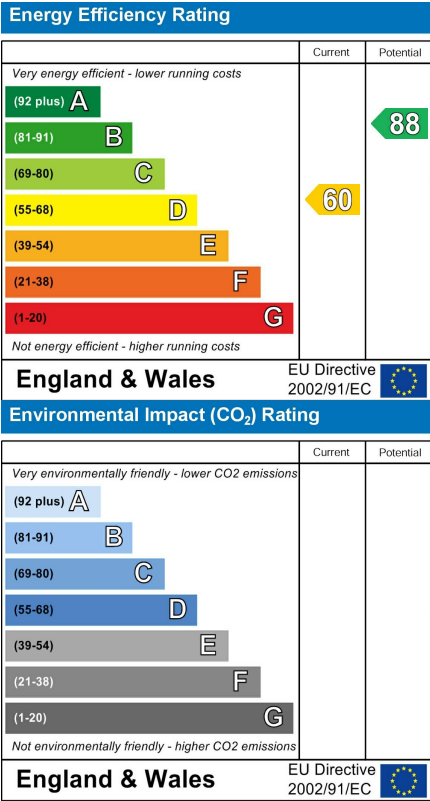 Energy Efficiency Rating
Current Potential
Very energy efficient - lower running costs
(92 plus) A
(81-91) B
88
(69-80) C
(55-68) D
60
(39-54) E
(21-38) F
(1-20) G
Not energy efficient - higher running costs
England & Wales
EU Directive
2002/91/EC
Environmental Impact (CO₂) Rating
Current Potential
Very environmentally friendly - lower CO2 emissions
(92 plus) A
(81-91) B
(69-80) C
(55-68) D
(39-54) E
(21-38) F
(1-20) G
Not environmentally friendly - higher CO2 emissions
England & Wales
EU Directive
2002/91/EC